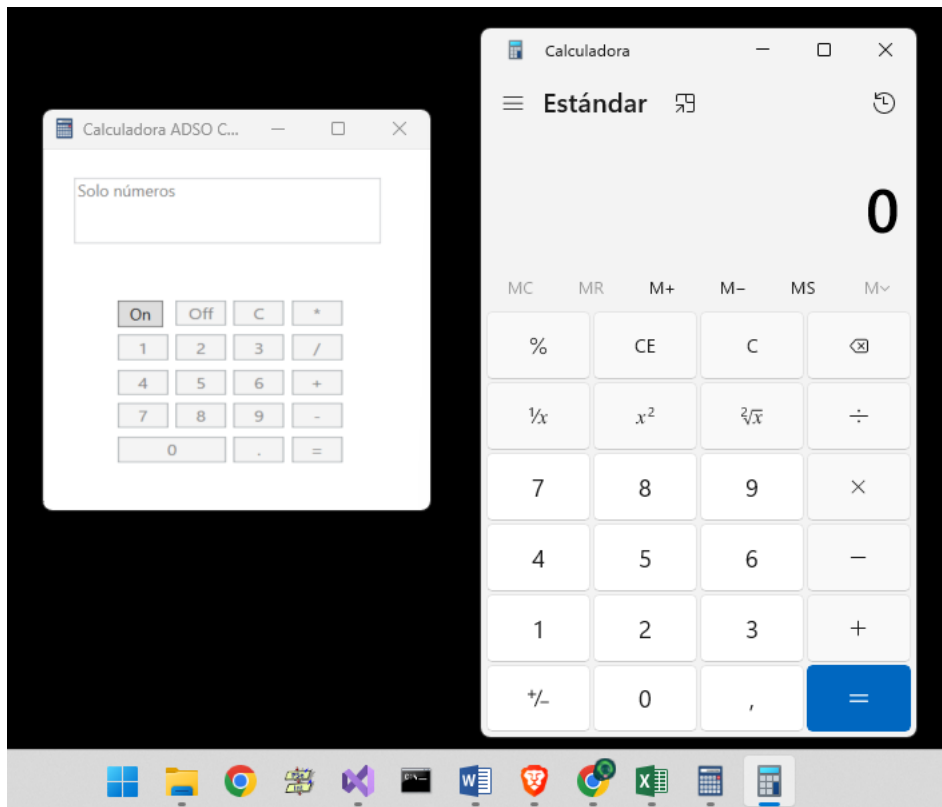 Calculadora ADSO C...
Solo números
On Off C *
1 2 3 /
4 5 6 +
7 8 9 -
0 . =
Calculadora
Estándar
0
MC MR M+ M− MS M
% CE C
⅟x x² ²√x ÷
7 8 9 ×
4 5 6 −
1 2 3 +
+/− 0 , =
C:\_
W X